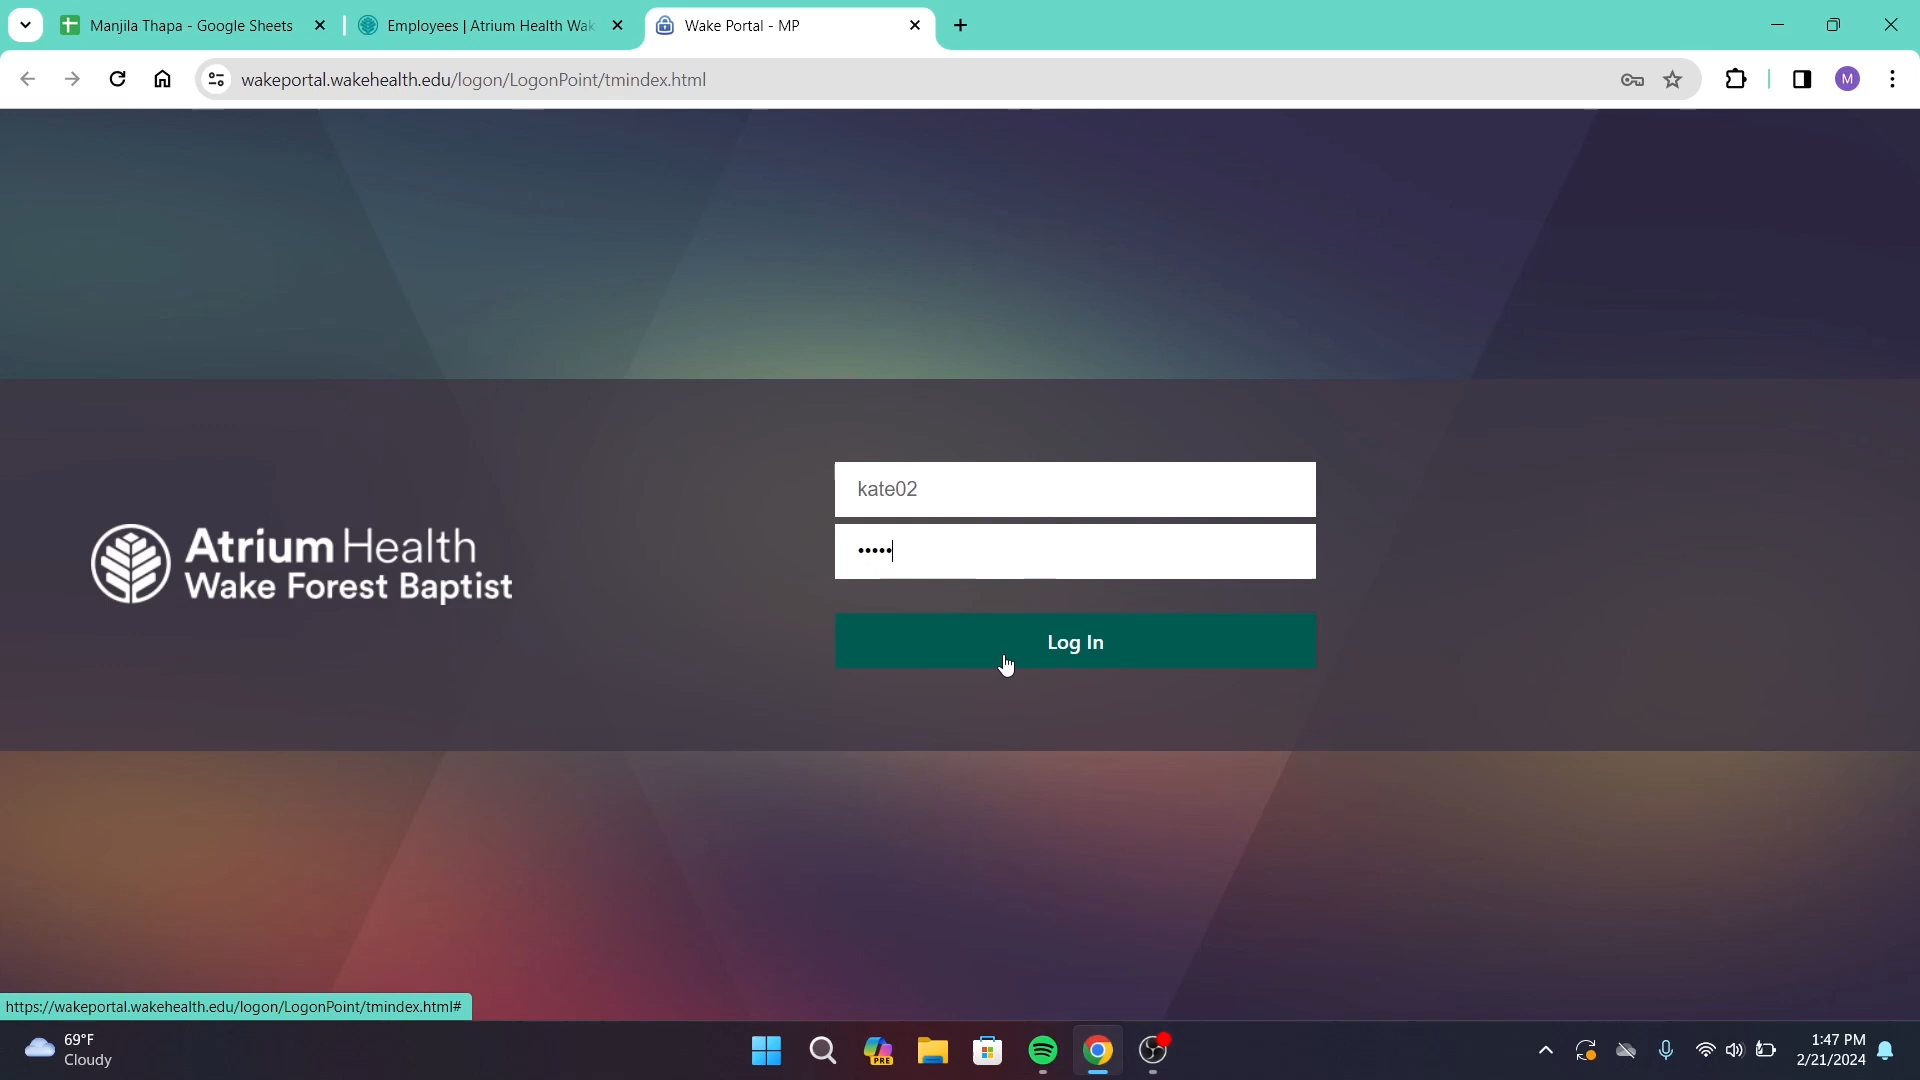 Manjila Thapa - Google Sheets
Employees | Atrium Health Wak
Wake Portal - MP
wakeportal.wakehealth.edu/logon/LogonPoint/tmindex.html
M
kate02
•••••
Atrium Health
Wake Forest Baptist
Log In
https://wakeportal.wakehealth.edu/logon/LogonPoint/tmindex.html#
69°F
Cloudy
PRE
1:47 PM
2/21/2024